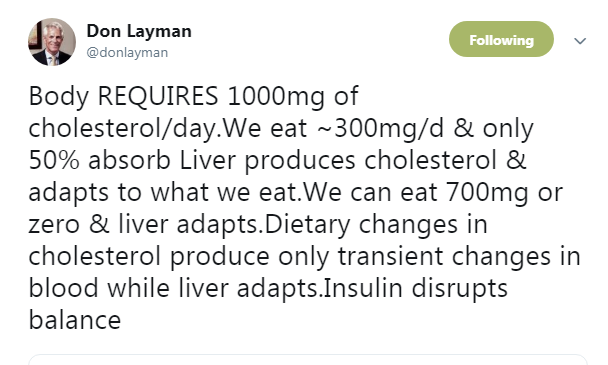 Don Layman
@donlayman
Following
Body REQUIRES 1000mg of
cholesterol/day.We eat ~300mg/d & only
50% absorb Liver produces cholesterol &
adapts to what we eat.We can eat 700mg or
zero & liver adapts.Dietary changes in
cholesterol produce only transient changes in
blood while liver adapts.Insulin disrupts
balance